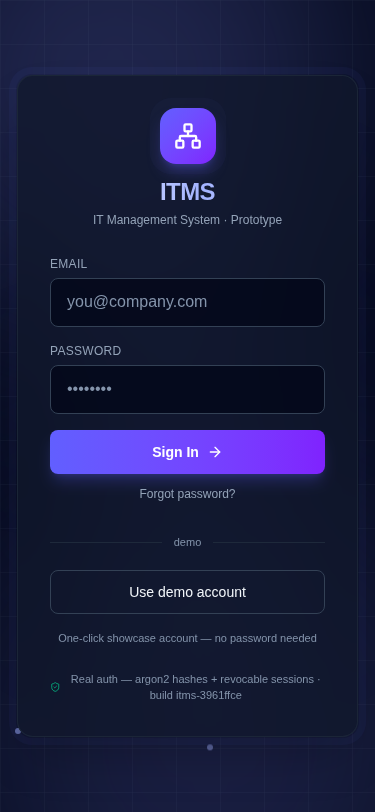 ITMS
IT Management System · Prototype
EMAIL
you@company.com
PASSWORD
••••••••
Sign In →
Forgot password?
demo
Use demo account
One-click showcase account — no password needed
Real auth — argon2 hashes + revocable sessions ·
build itms-3961ffce